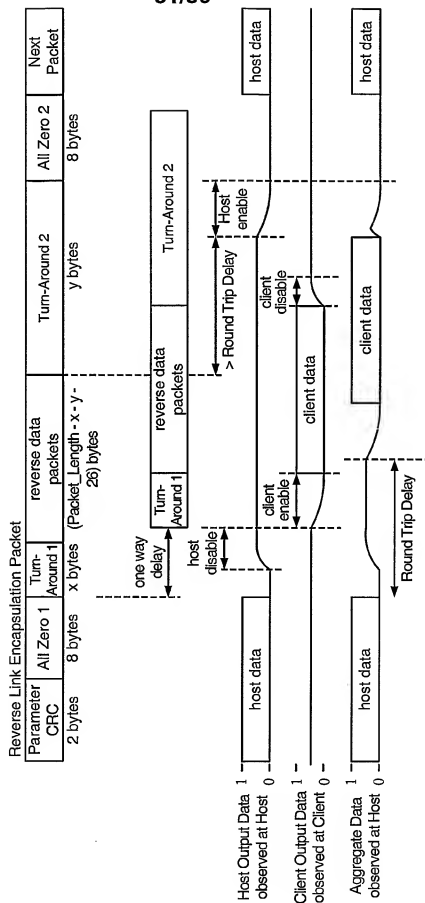 Reverse Link Encapsulation Packet
Parameter CRC
All Zero 1
Turn-Around 1
reverse data packets
Turn-Around 2
All Zero 2
Next Packet
2 bytes
8 bytes
x bytes
(Packet_Length - x - y - 26) bytes
y bytes
8 bytes
one way delay
Turn-Around 1
reverse data packets
Turn-Around 2
host disable
> Round Trip Delay
Host enable
Host Output Data observed at Host
1
0
host data
host data
client enable
client disable
Client Output Data observed at Client
1
0
client data
Aggregate Data observed at Host
1
0
host data
client data
host data
Round Trip Delay